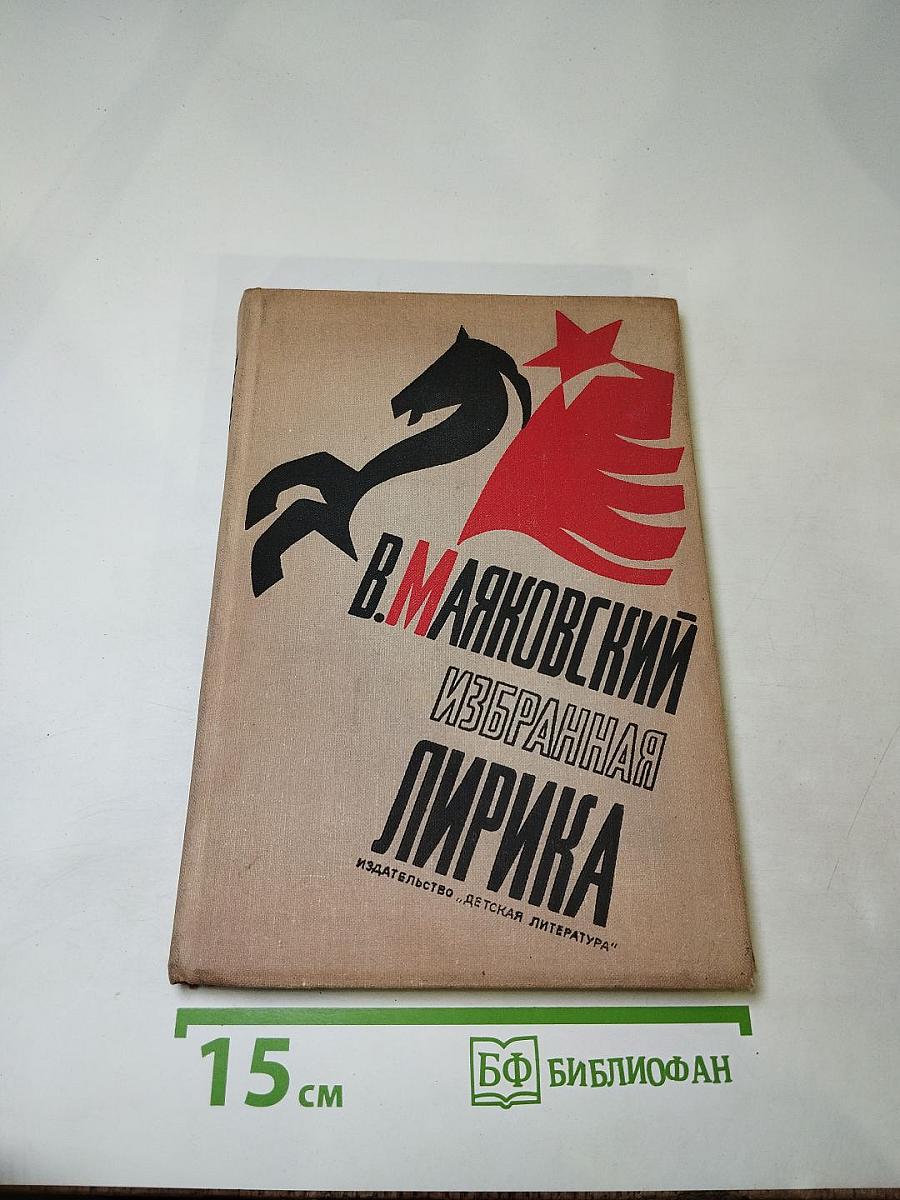 В. МАЯКОВСКИЙ
ИЗБРАННАЯ
ЛИРИКА
ИЗДАТЕЛЬСТВО „ДЕТСКАЯ ЛИТЕРАТУРА“
15 см
БФ БИБЛИОФАН